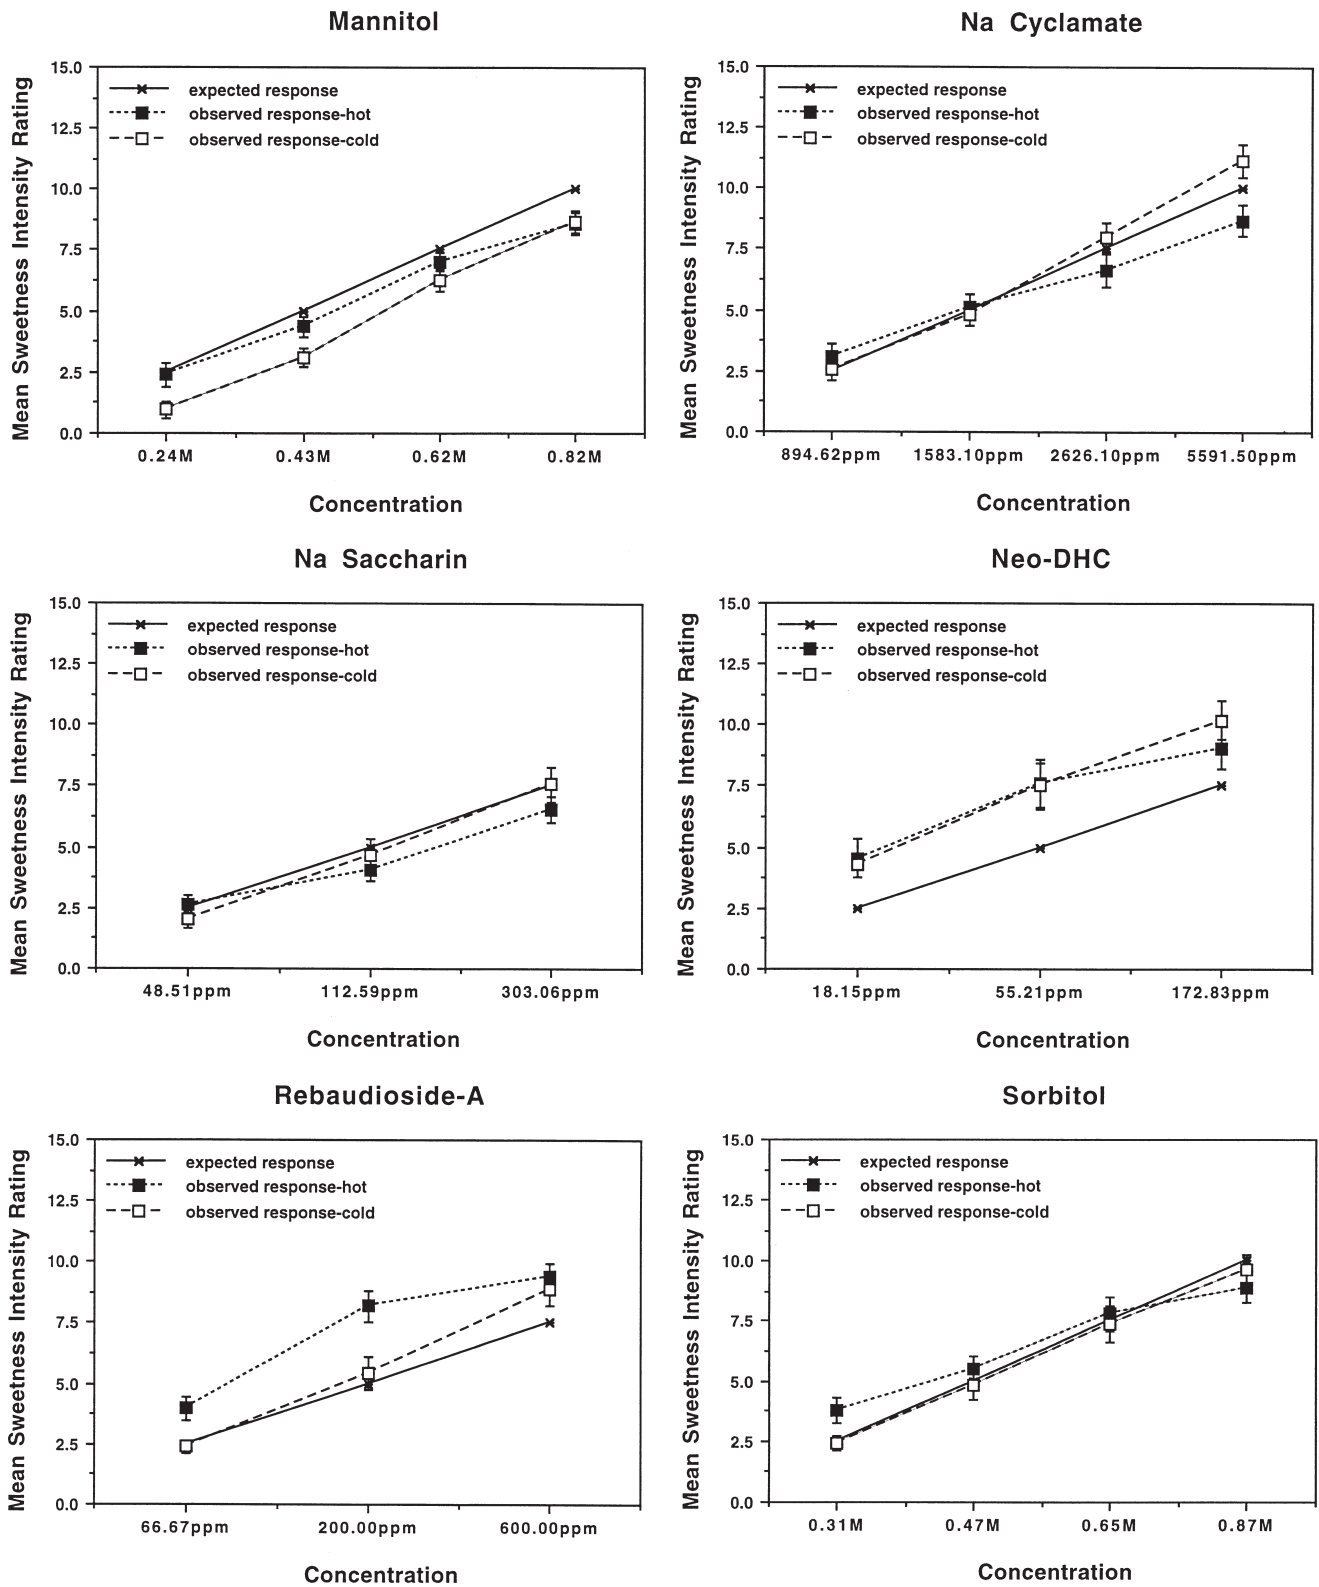 Mannitol
Mean Sweetness Intensity Rating
15.0
12.5
10.0
7.5
5.0
2.5
0.0
expected response
observed response-hot
observed response-cold
0.24M 0.43M 0.62M 0.82M
Concentration
Na Cyclamate
Mean Sweetness Intensity Rating
15.0
12.5
10.0
7.5
5.0
2.5
0.0
expected response
observed response-hot
observed response-cold
894.62ppm 1583.10ppm 2626.10ppm 5591.50ppm
Concentration
Na Saccharin
Mean Sweetness Intensity Rating
15.0
12.5
10.0
7.5
5.0
2.5
0.0
expected response
observed response-hot
observed response-cold
48.51ppm 112.59ppm 303.06ppm
Concentration
Neo-DHC
Mean Sweetness Intensity Rating
15.0
12.5
10.0
7.5
5.0
2.5
0.0
expected response
observed response-hot
observed response-cold
18.15ppm 55.21ppm 172.83ppm
Concentration
Rebaudioside-A
Mean Sweetness Intensity Rating
15.0
12.5
10.0
7.5
5.0
2.5
0.0
expected response
observed response-hot
observed response-cold
66.67ppm 200.00ppm 600.00ppm
Concentration
Sorbitol
Mean Sweetness Intensity Rating
15.0
12.5
10.0
7.5
5.0
2.5
0.0
expected response
observed response-hot
observed response-cold
0.31M 0.47M 0.65M 0.87M
Concentration